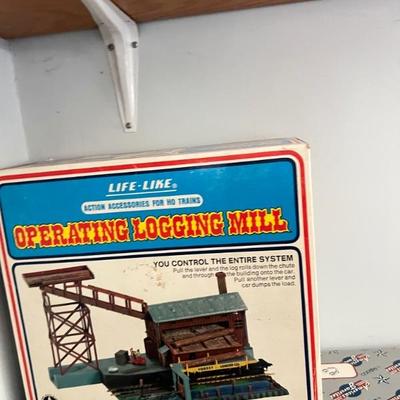 LIFE-LIKE®
ACTION ACCESSORIES FOR HO TRAINS
OPERATING LOGGING MILL
YOU CONTROL THE ENTIRE SYSTEM
Pull the lever and the log rolls down the chute
and through the building onto the car.
Pull another lever and
car dumps the load.